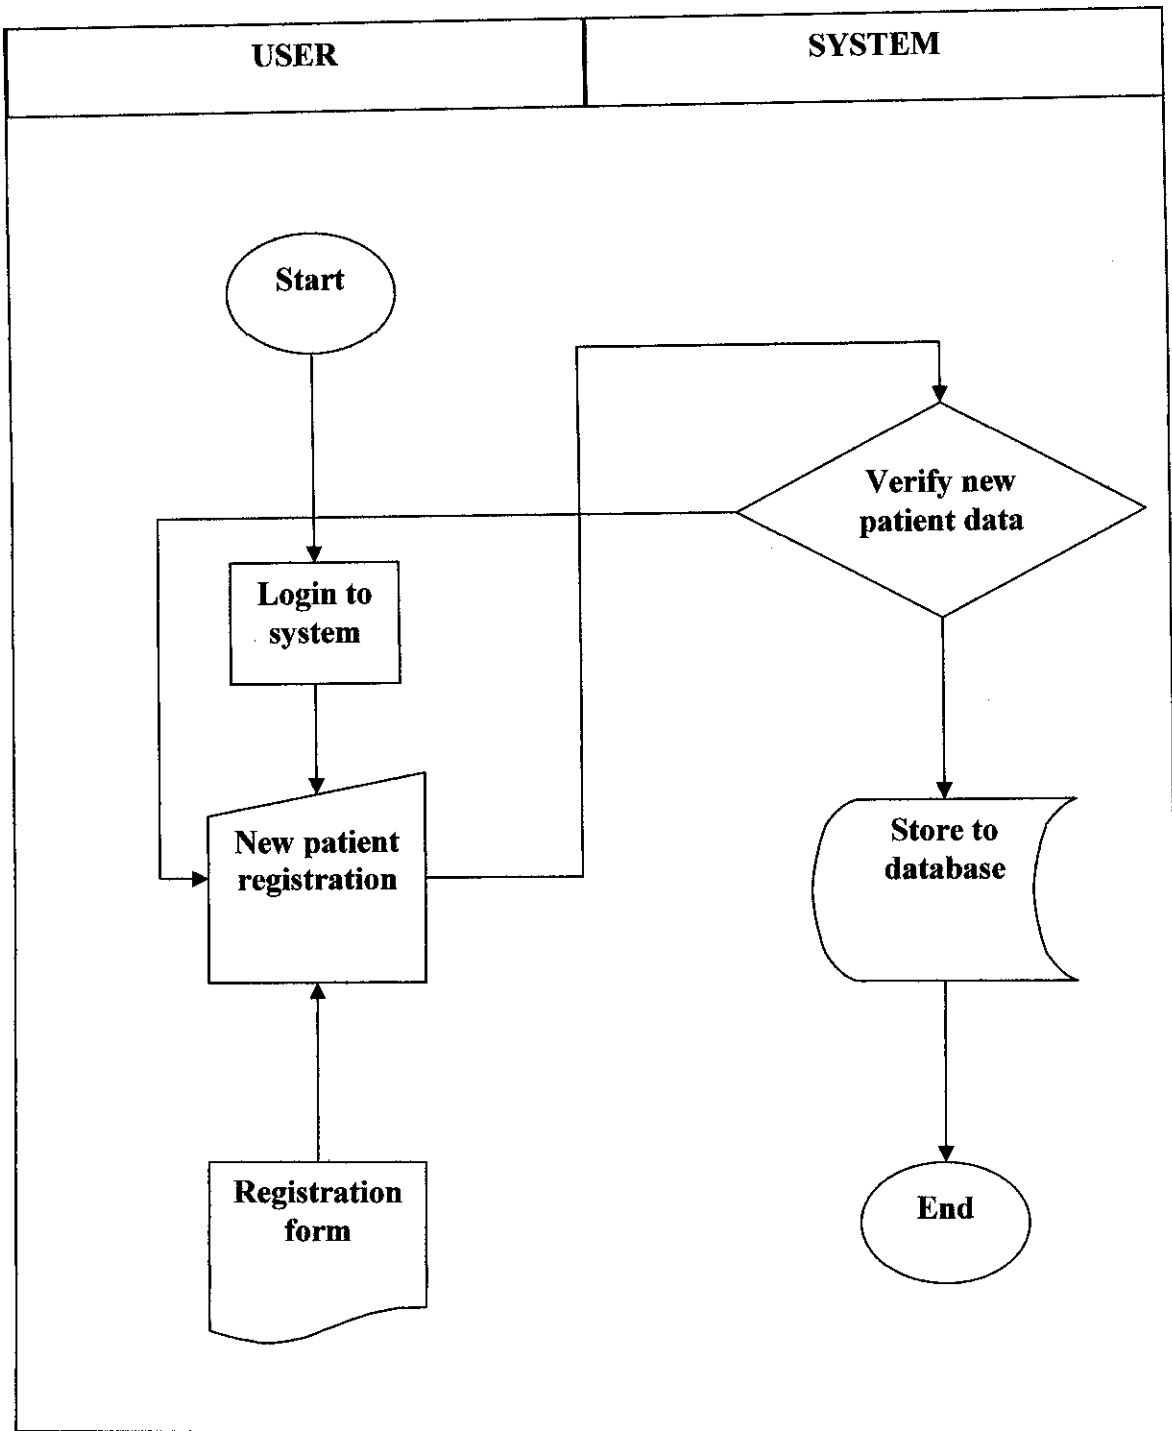 USER
SYSTEM
Start
Verify new
patient data
Login to
system
New patient
registration
Store to
database
Registration
form
End